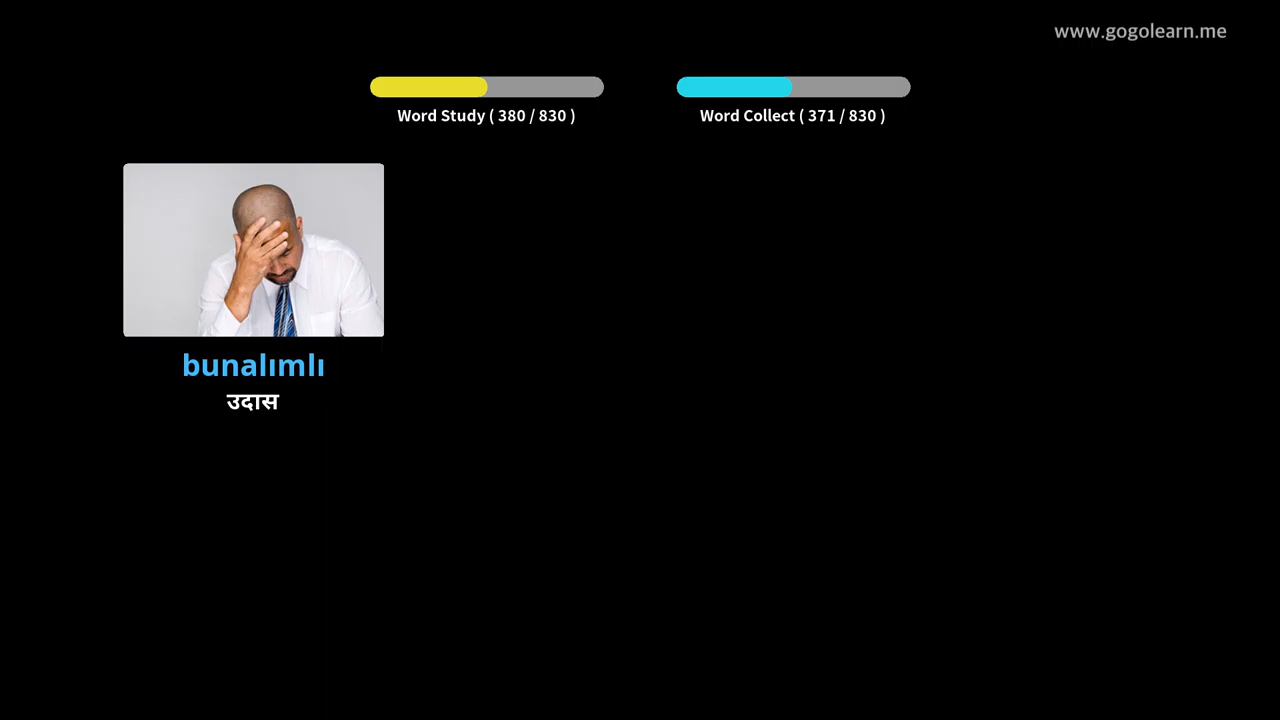 www.gogolearn.me
Word Study ( 380 / 830 )
Word Collect ( 371 / 830 )
bunalımlı
उदास